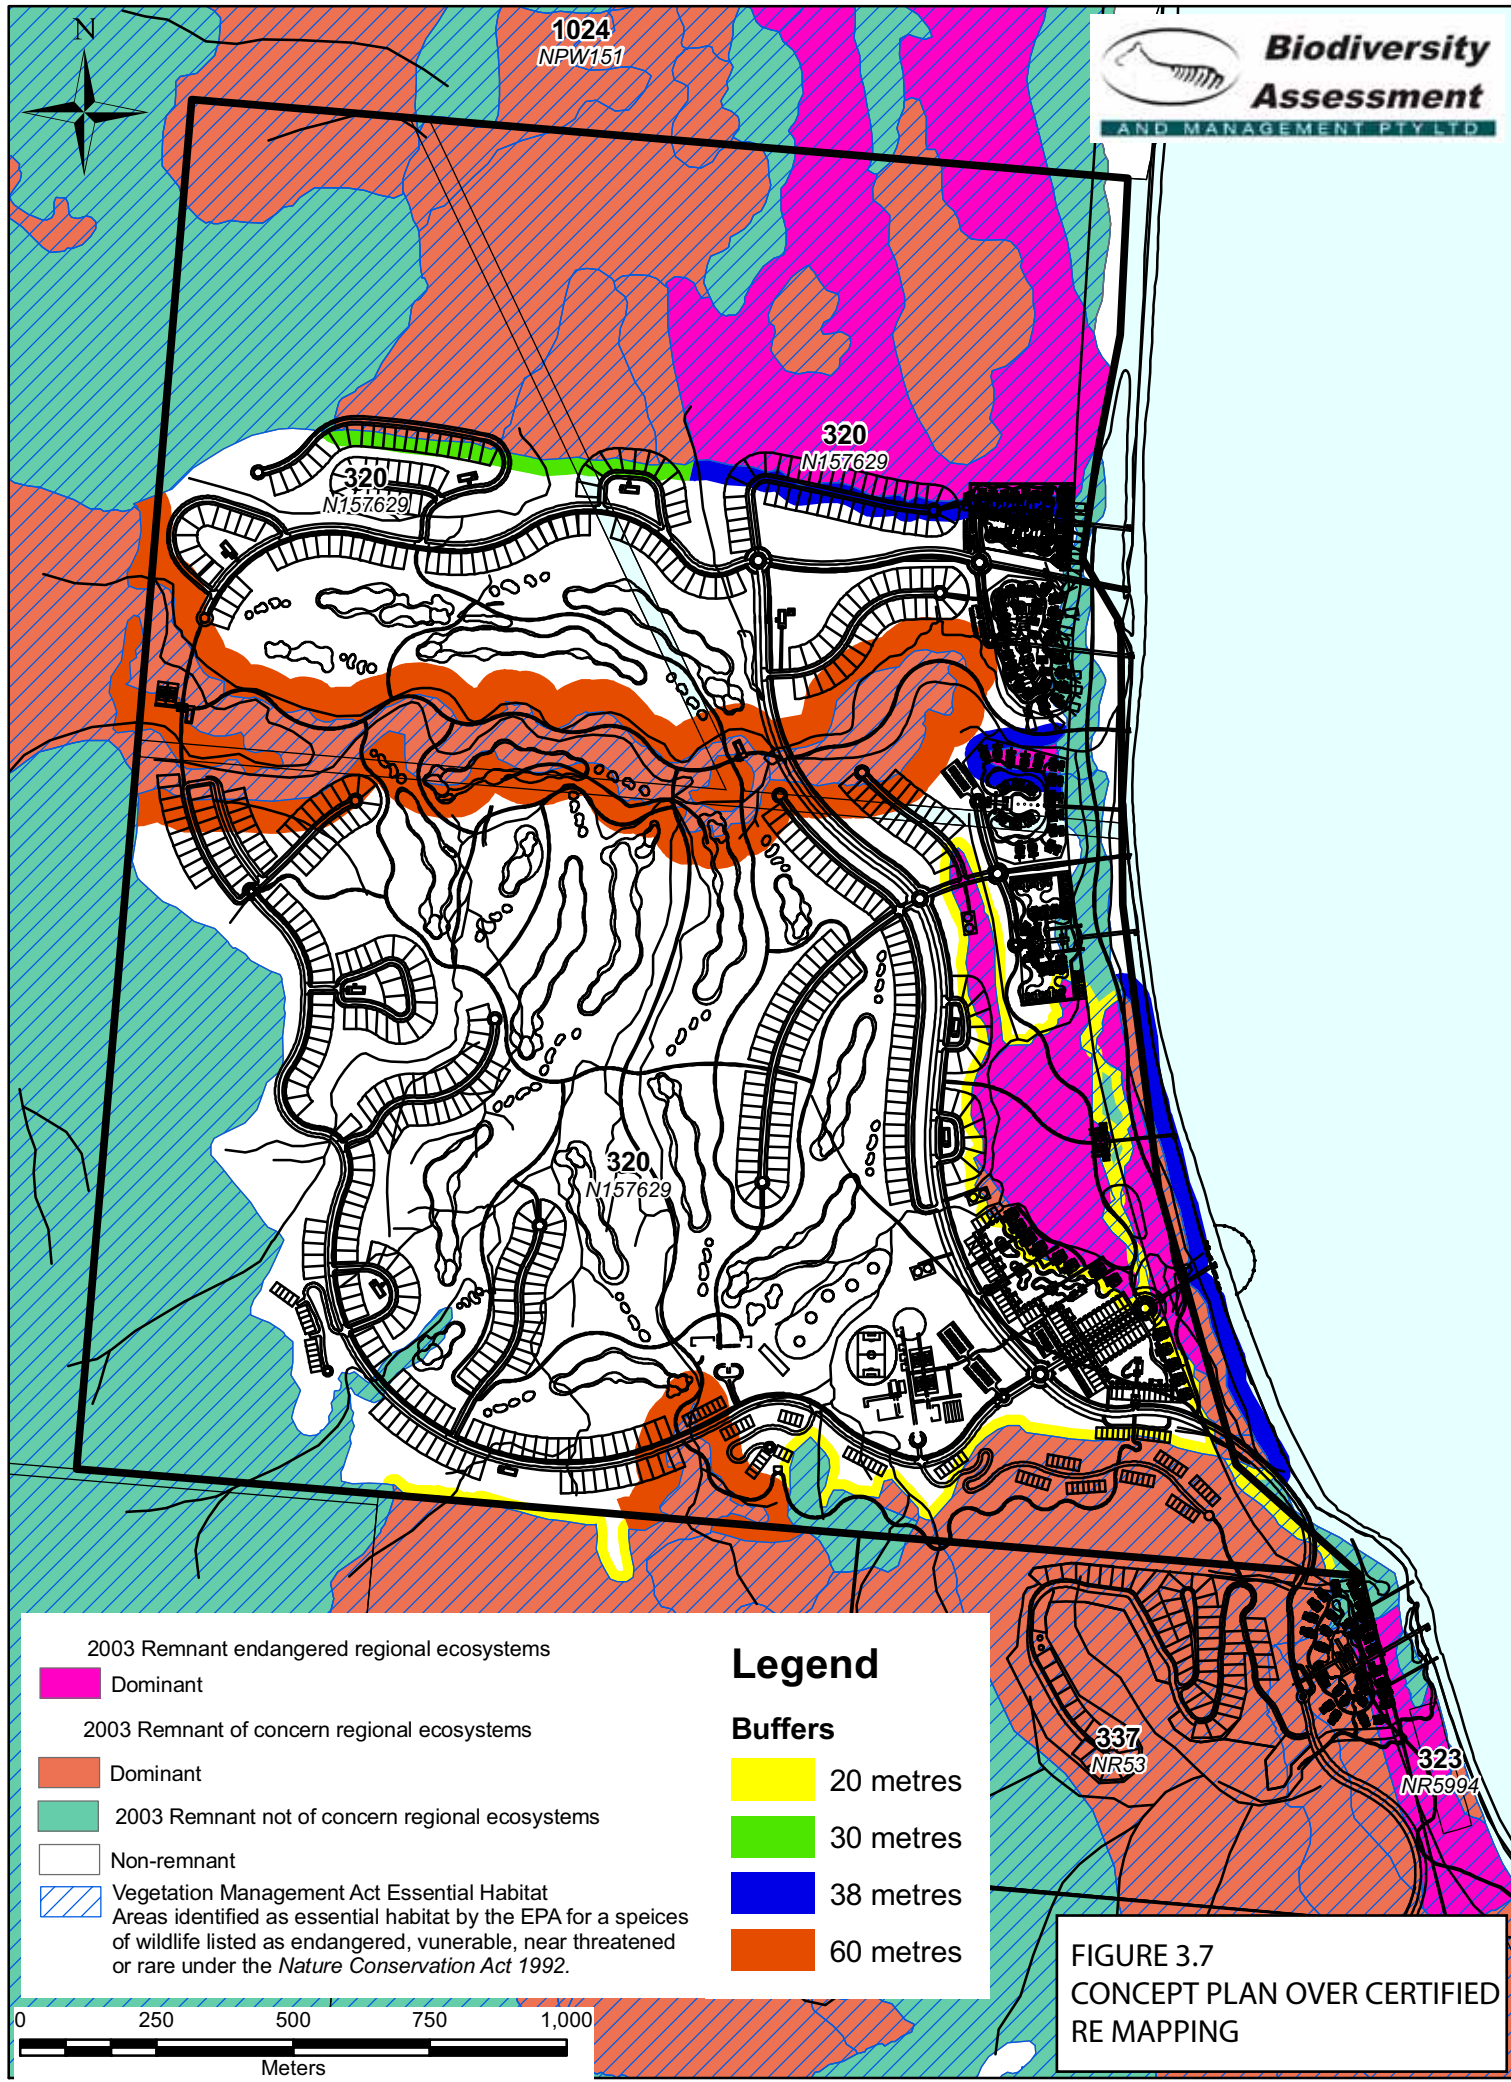 N
1024
NPW151
Biodiversity
Assessment
AND MANAGEMENT PTY LTD
320
N157629
320
N157629
320
N157629
337
NR53
323
NR5994
2003 Remnant endangered regional ecosystems
Dominant
2003 Remnant of concern regional ecosystems
Dominant
2003 Remnant not of concern regional ecosystems
Non-remnant
Vegetation Management Act Essential Habitat
Areas identified as essential habitat by the EPA for a speices
of wildlife listed as endangered, vunerable, near threatened
or rare under the Nature Conservation Act 1992.
Legend
Buffers
20 metres
30 metres
38 metres
60 metres
0 250 500 750 1,000
Meters
FIGURE 3.7
CONCEPT PLAN OVER CERTIFIED
RE MAPPING